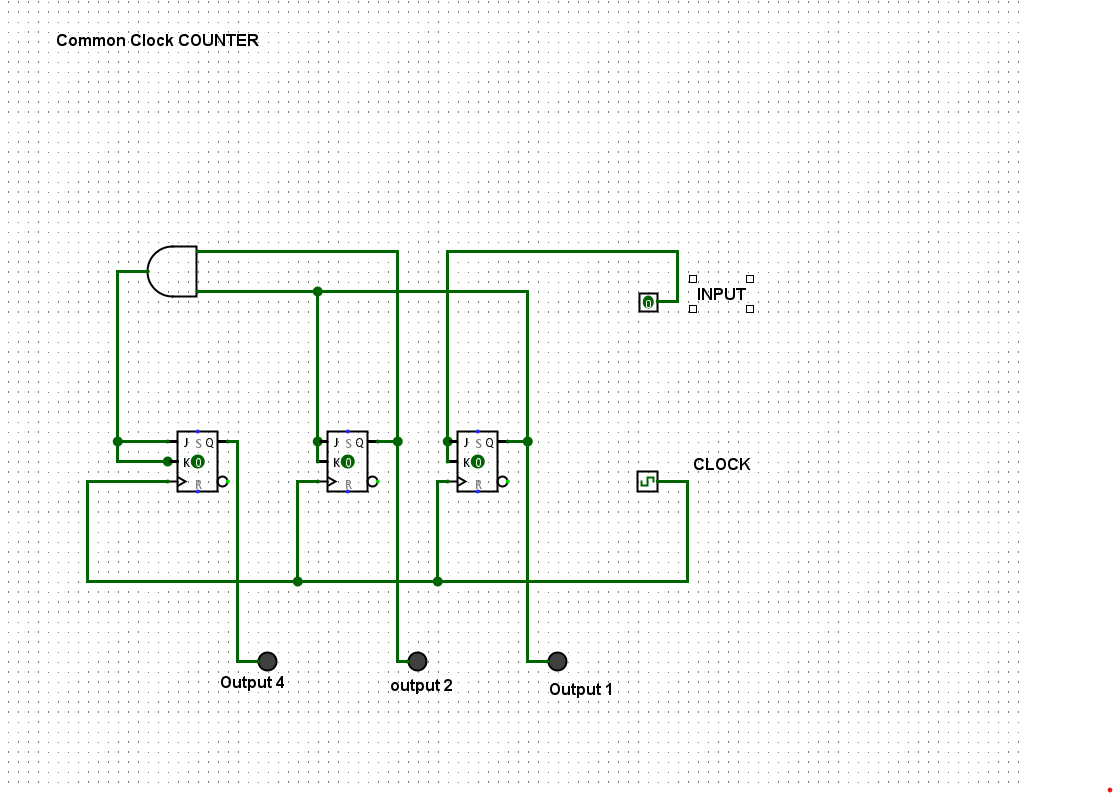 Common Clock COUNTER
INPUT
0
J S Q
K 0
R
J S Q
K 0
R
J S Q
K 0
R
CLOCK
Output 4
output 2
Output 1